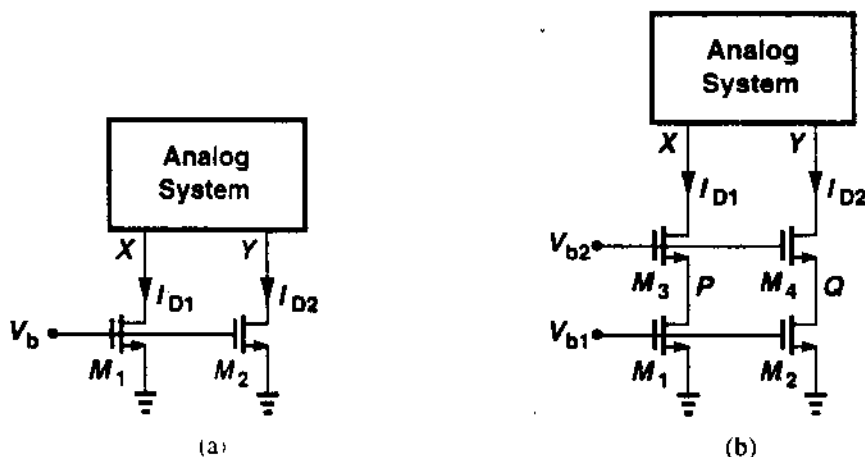 Analog
System
X Y
I_D1 I_D2
V_b
M_1 M_2
(a)
Analog
System
X Y
I_D1 I_D2
V_b2
M_3 P M_4 Q
V_b1
M_1 M_2
(b)